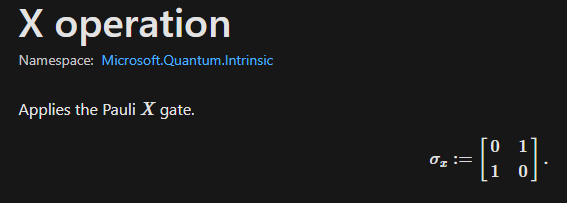 X operation
Namespace: Microsoft.Quantum.Intrinsic
Applies the Pauli X gate.
σₓ := [0 1
1 0].